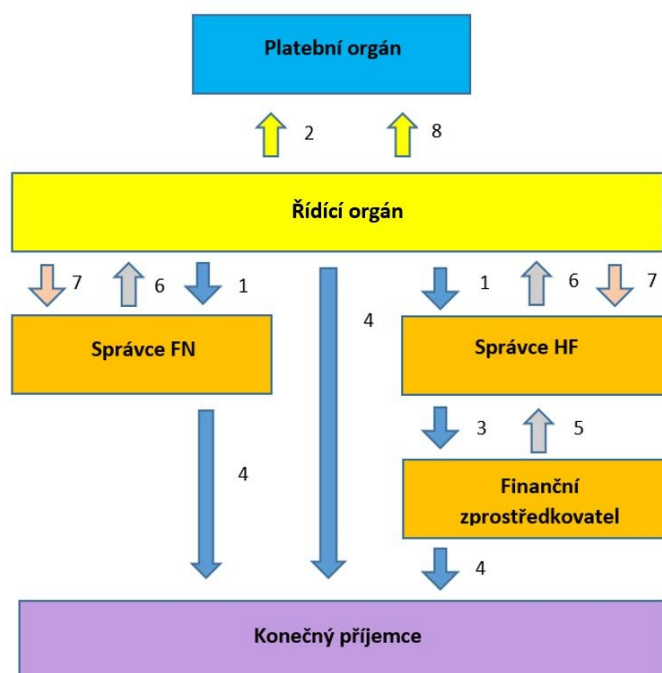 Platební orgán
2
8
Řídící orgán
7
6
1
4
1
6
7
Správce FN
Správce HF
3
5
4
Finanční
zprostředkovatel
4
Konečný příjemce